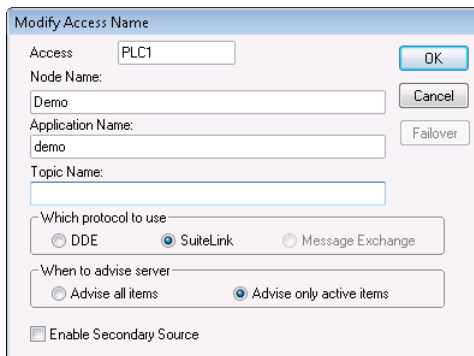 Modify Access Name
Access PLC1
OK
Node Name:
Demo
Cancel
Application Name:
demo
Failover
Topic Name:
Which protocol to use
DDE SuiteLink Message Exchange
When to advise server
Advise all items Advise only active items
Enable Secondary Source